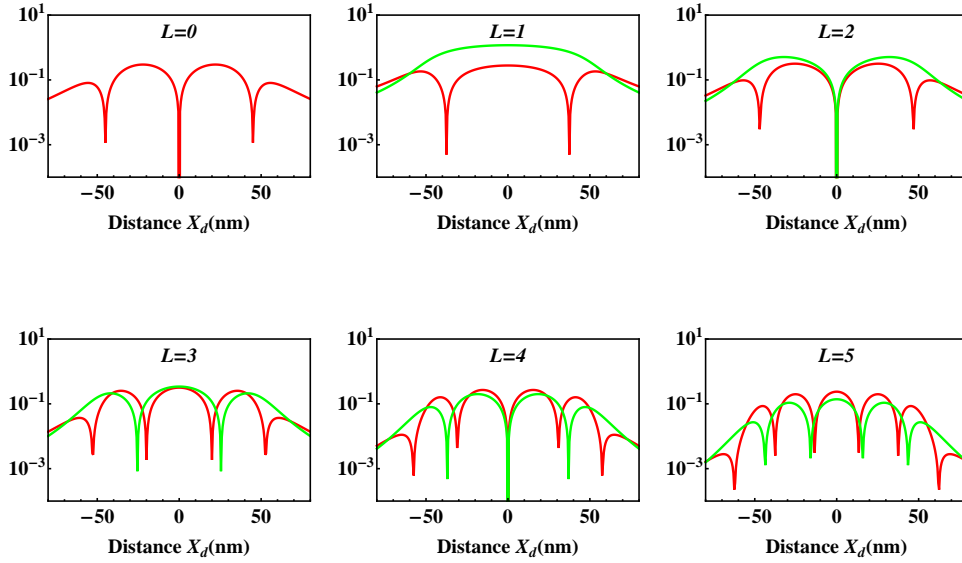 10^1 10^1 10^1
L=0 L=1 L=2
10^−1 10^−1 10^−1
10^−3 10^−3 10^−3
−50 0 50 −50 0 50 −50 0 50
Distance X_d(nm) Distance X_d(nm) Distance X_d(nm)
10^1 10^1 10^1
L=3 L=4 L=5
10^−1 10^−1 10^−1
10^−3 10^−3 10^−3
−50 0 50 −50 0 50 −50 0 50
Distance X_d(nm) Distance X_d(nm) Distance X_d(nm)